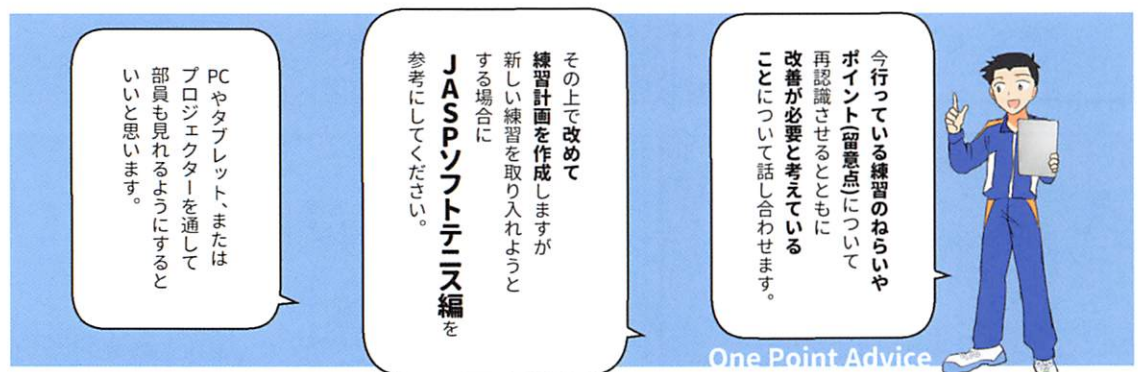 今行っている練習のねらいや
ポイント(留意点)について
再認識させるとともに
改善が必要と考えている
ことについて話し合わせます。
その上で改めて
練習計画を作成しますが
新しい練習を取り入れようと
する場合に
JASPソフトテニス編を
参考にしてください。
PCやタブレット、または
プロジェクターを通して
部員も見れるようにすると
いいと思います。
One Point Advice